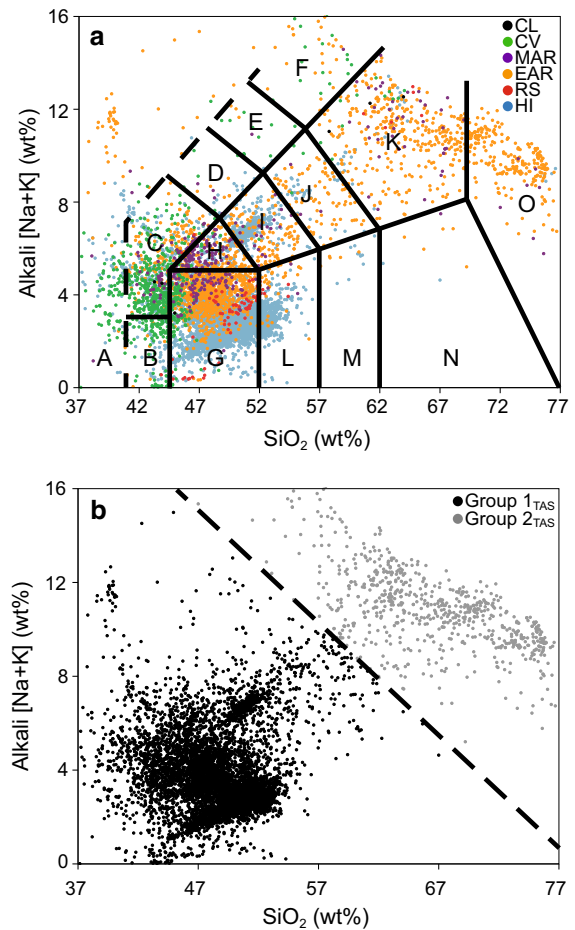 a
CL
CV
MAR
EAR
RS
HI
16
12
8
4
0
Alkali [Na+K] (wt%)
F
E
D
K
C
I
J
H
O
A B G L M N
37 42 47 52 57 62 67 72 77
SiO₂ (wt%)
b
Group 1TAS
Group 2TAS
16
12
8
4
0
Alkali [Na+K] (wt%)
37 47 57 67 77
SiO₂ (wt%)